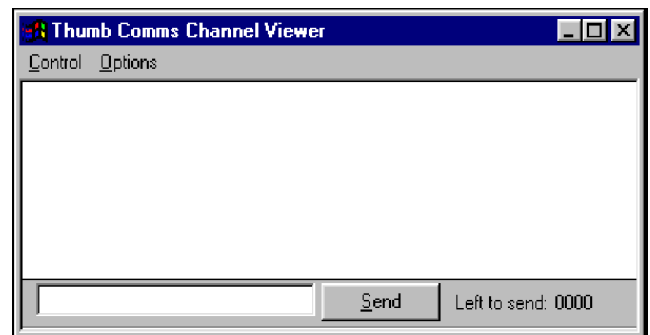 Thumb Comms Channel Viewer
Control Options
Send Left to send: 0000